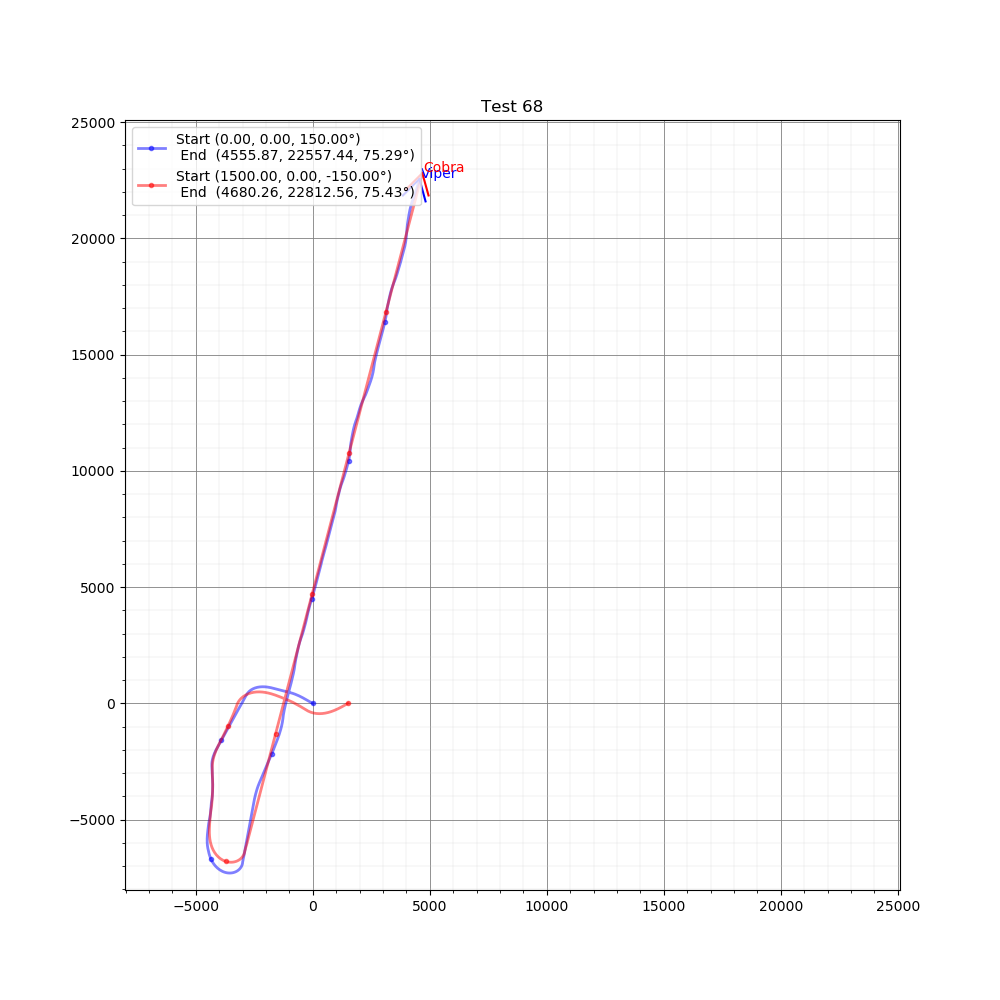 Test 68
25000
20000
15000
10000
5000
0
−5000
Start (0.00, 0.00, 150.00°)
End (4555.87, 22557.44, 75.29°)
Start (1500.00, 0.00, -150.00°)
End (4680.26, 22812.56, 75.43°)
Cobra
Viper
−5000 0 5000 10000 15000 20000 25000